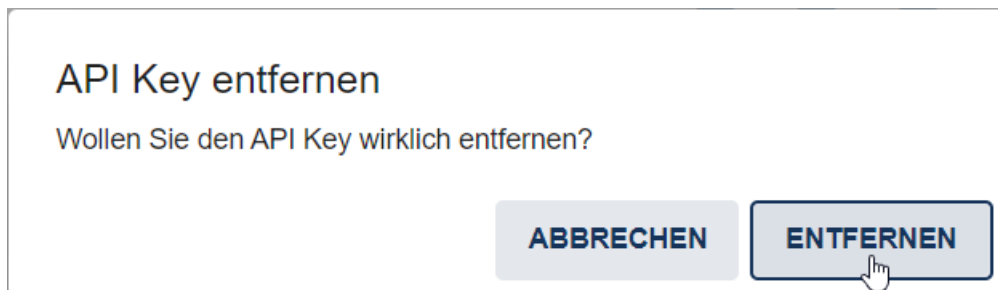 API Key entfernen
Wollen Sie den API Key wirklich entfernen?
ABBRECHEN ENTFERNEN